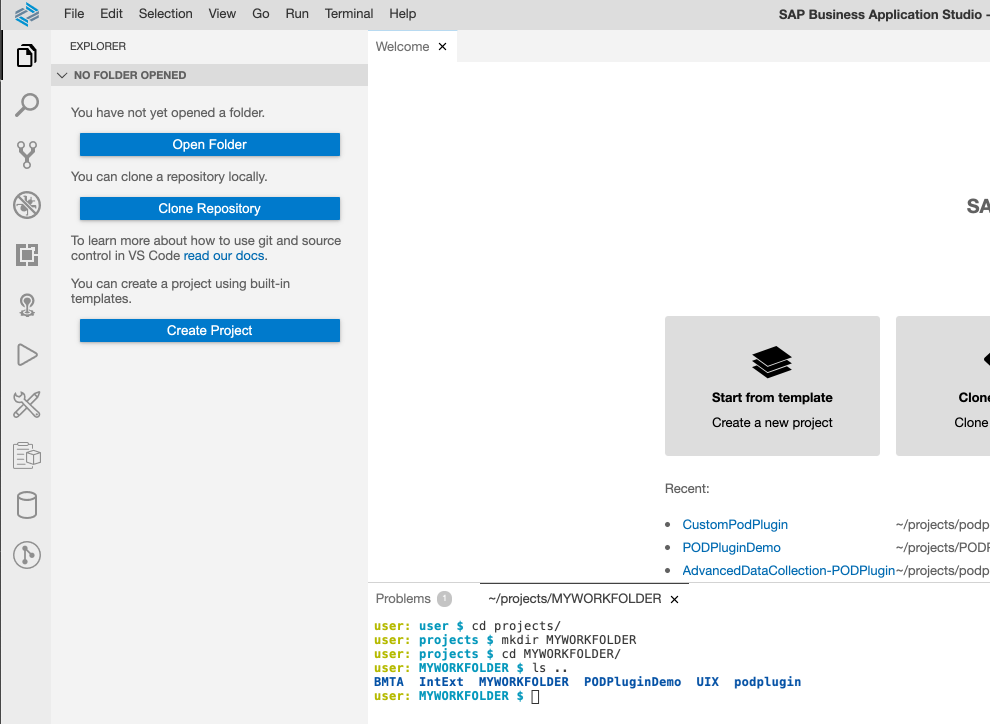 File Edit Selection View Go Run Terminal Help
SAP Business Application Studio -
EXPLORER
NO FOLDER OPENED
You have not yet opened a folder.
Open Folder
You can clone a repository locally.
Clone Repository
To learn more about how to use git and source
control in VS Code read our docs.
You can create a project using built-in
templates.
Create Project
Welcome
SA
Start from template
Create a new project
Clone
Clone
Recent:
CustomPodPlugin ~/projects/podp
PODPluginDemo ~/projects/POD
AdvancedDataCollection-PODPlugin ~/projects/podp
Problems 1 ~/projects/MYWORKFOLDER
user: user $ cd projects/
user: projects $ mkdir MYWORKFOLDER
user: projects $ cd MYWORKFOLDER/
user: MYWORKFOLDER $ ls ..
BMTA IntExt MYWORKFOLDER PODPluginDemo UIX podplugin
user: MYWORKFOLDER $